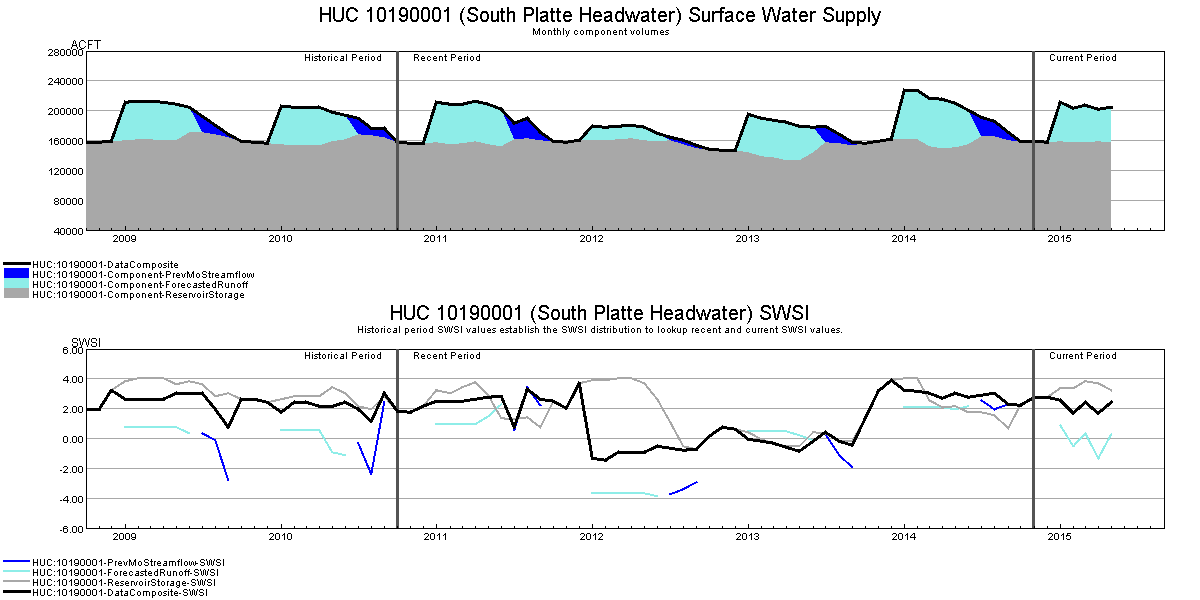 HUC 10190001 (South Platte Headwater) Surface Water Supply
Monthly component volumes
ACFT
Historical Period Recent Period Current Period
280000
240000
200000
160000
120000
80000
40000
2009 2010 2011 2012 2013 2014 2015
HUC:10190001-DataComposite
HUC:10190001-Component-PrevMoStreamflow
HUC:10190001-Component-ForecastedRunoff
HUC:10190001-Component-ReservoirStorage
HUC 10190001 (South Platte Headwater) SWSI
Historical period SWSI values establish the SWSI distribution to lookup recent and current SWSI values.
SWSI
Historical Period Recent Period Current Period
6.00
4.00
2.00
0.00
-2.00
-4.00
-6.00
2009 2010 2011 2012 2013 2014 2015
HUC:10190001-PrevMoStreamflow-SWSI
HUC:10190001-ForecastedRunoff-SWSI
HUC:10190001-ReservoirStorage-SWSI
HUC:10190001-DataComposite-SWSI